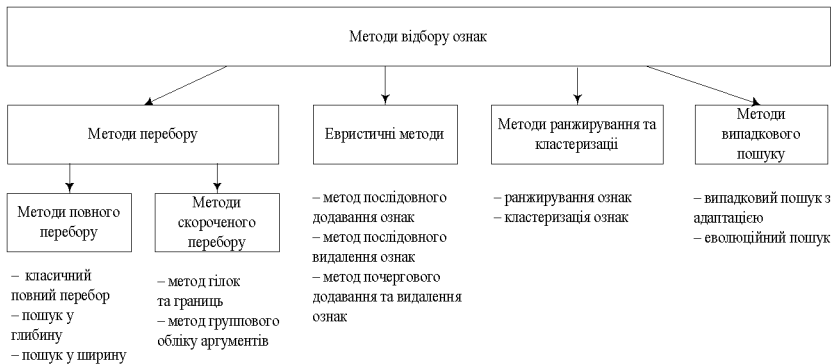 Методи відбору ознак
Методи перебору
Евристичні методи
Методи ранжирування та
кластеризації
Методи
випадкового
пошуку
Методи повного
перебору
Методи
скороченого
перебору
– метод послідовного
додавання ознак
– метод послідовного
видалення ознак
– метод почергового
додавання та видалення
ознак
– ранжирування ознак
– кластеризація ознак
– випадковий пошук з
адаптацією
– еволюційний пошук
– класичний
повний перебор
– пошук у
глибину
– пошук у ширину
– метод гілок
та границь
– метод группового
обліку аргументів